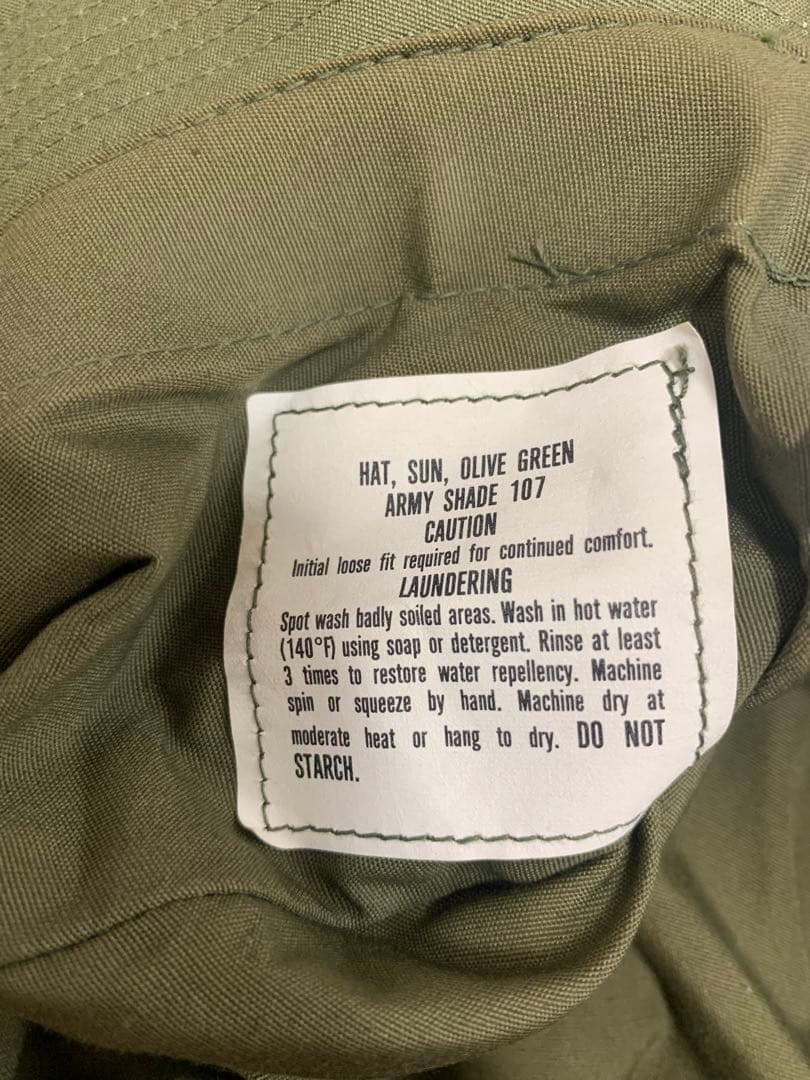 HAT, SUN, OLIVE GREEN
ARMY SHADE 107
CAUTION
Initial loose fit required for continued comfort.
LAUNDERING
Spot wash badly soiled areas. Wash in hot water
(140°F) using soap or detergent. Rinse at least
3 times to restore water repellency. Machine
spin or squeeze by hand. Machine dry at
moderate heat or hang to dry. DO NOT
STARCH.